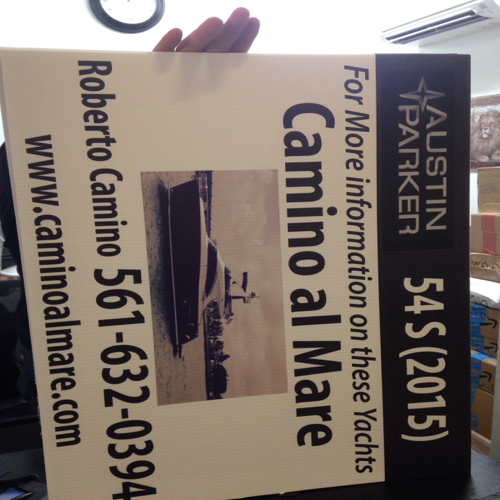 AUSTIN
PARKER
54 S (2015)
For More information on these Yachts
Camino al Mare
Roberto Camino 561-632-0394
www.caminoalmare.com